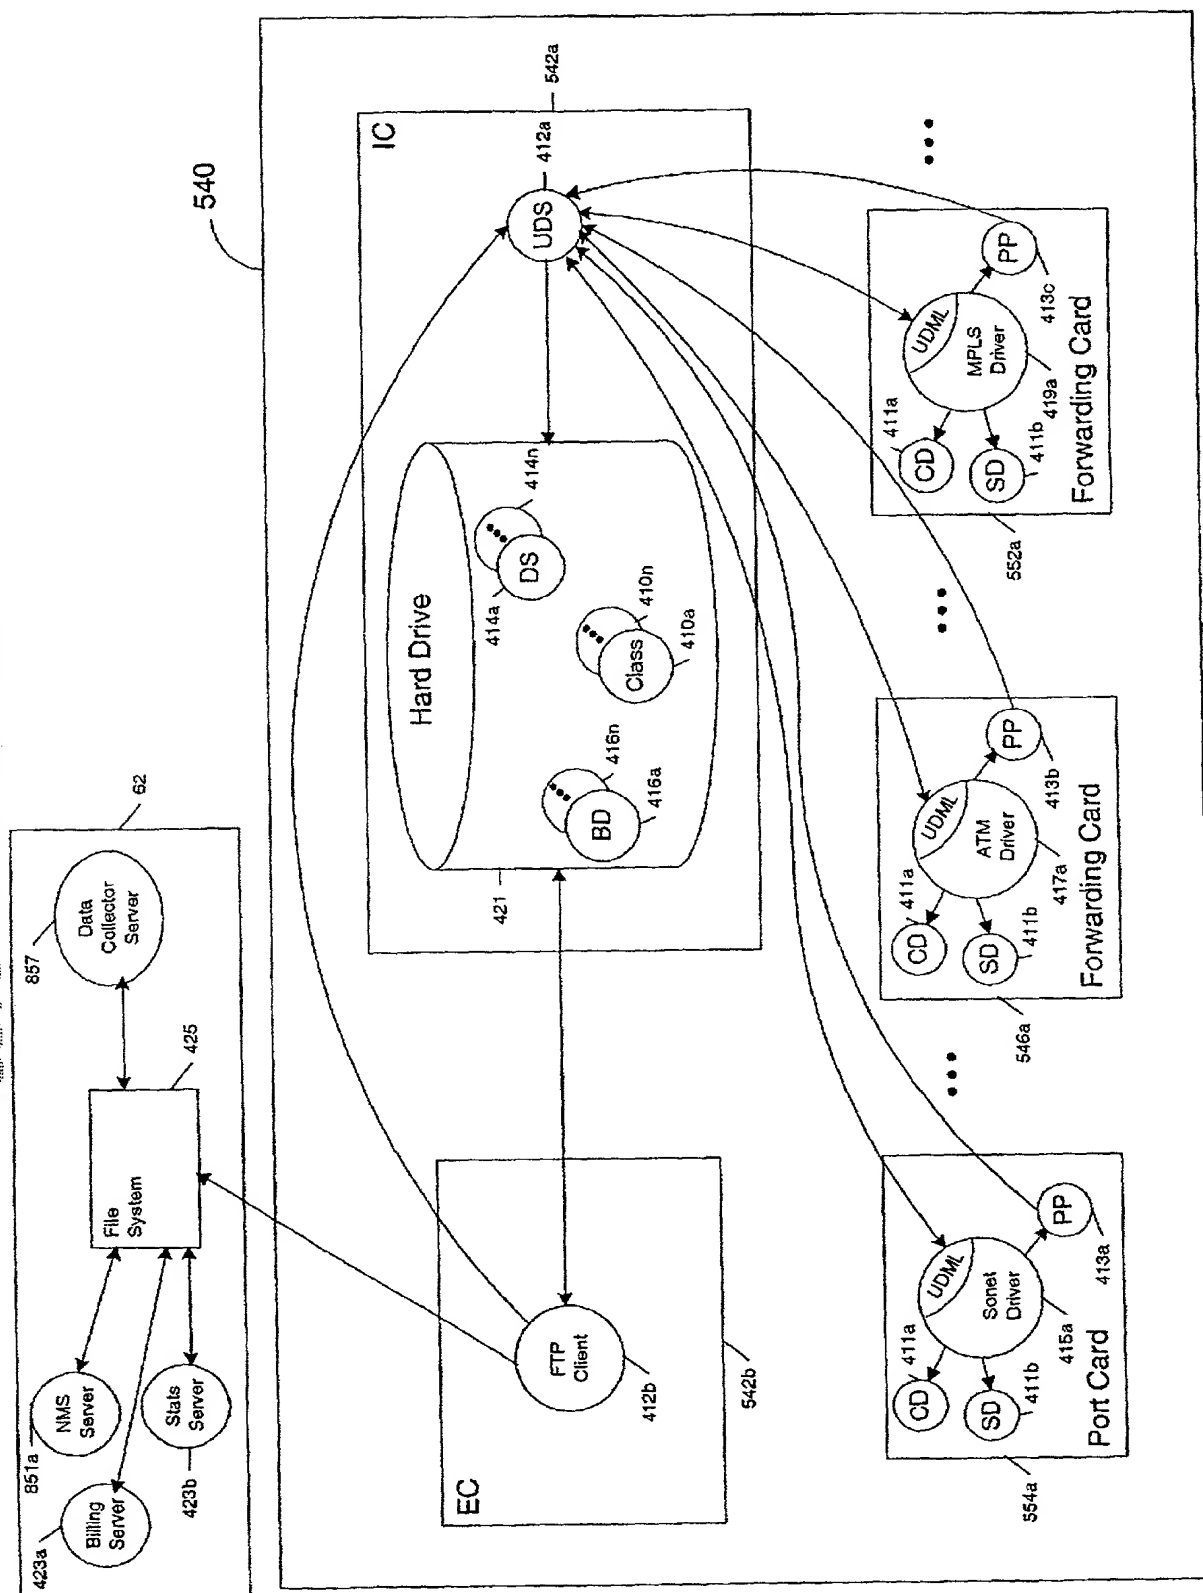 62
857
Data
Collector
Server
425
File
System
851a
NMS
Server
Stats
Server
423b
423a
Billing
Server
540
542a
IC
412a
UDS
Hard Drive
414n
DS
414a
410n
Class
410a
416n
BD
416a
421
EC
FTP
Client
412b
542b
411a
CD
UDML
Sonet
Driver
PP
SD
411b
415a
413a
Port Card
554a
•••
411a
CD
UDML
ATM
Driver
PP
SD
411b
417a
413b
Forwarding Card
546a
•••
411a
CD
UDML
MPLS
Driver
PP
SD
411b
419a
413c
Forwarding Card
552a
•••